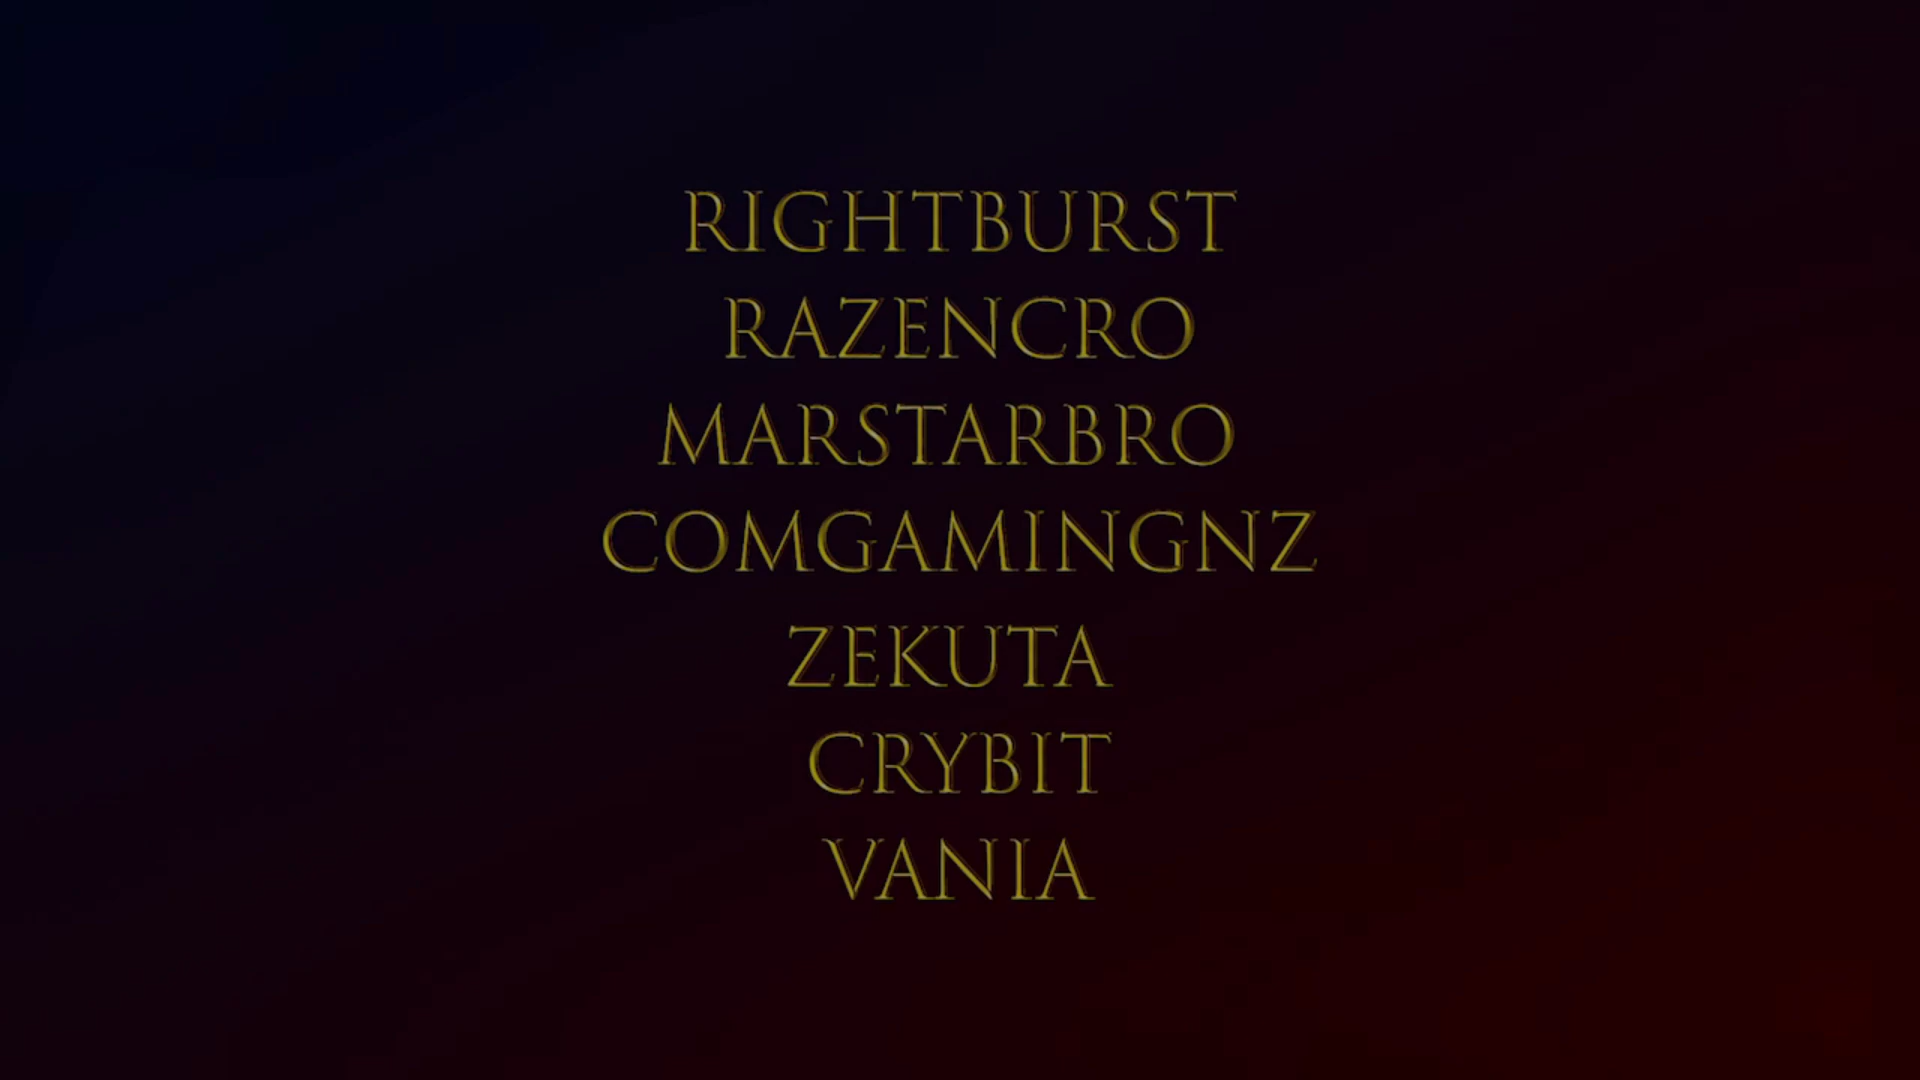 RIGHTBURST
RAZENCRO
MARSTARBRO
COMGAMINGNZ
ZEKUTA
CRYBIT
VANIA